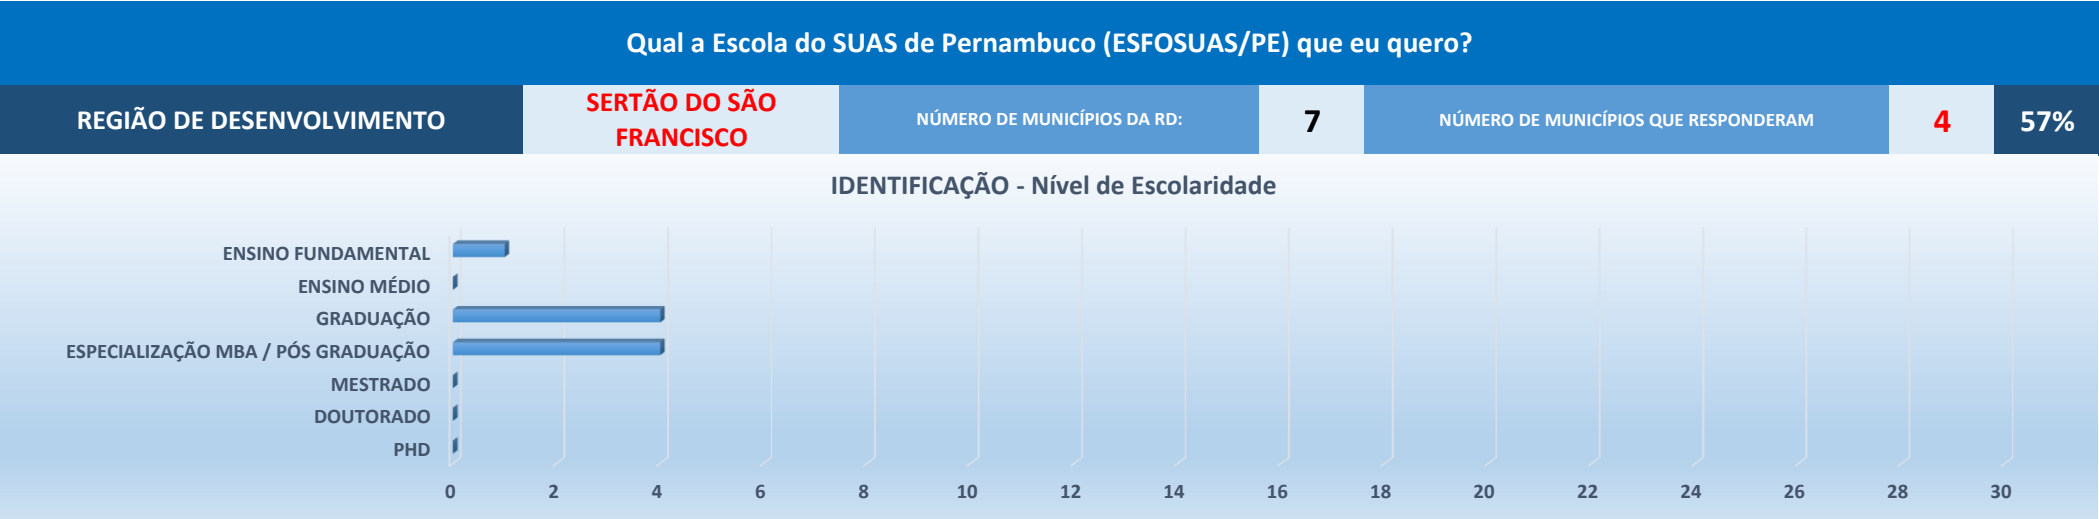 Qual a Escola do SUAS de Pernambuco (ESFOSUAS/PE) que eu quero?
REGIÃO DE DESENVOLVIMENTO
SERTÃO DO SÃO
FRANCISCO
NÚMERO DE MUNICÍPIOS DA RD:
7
NÚMERO DE MUNICÍPIOS QUE RESPONDERAM
4
57%
IDENTIFICAÇÃO - Nível de Escolaridade
ENSINO FUNDAMENTAL
ENSINO MÉDIO
GRADUAÇÃO
ESPECIALIZAÇÃO MBA / PÓS GRADUAÇÃO
MESTRADO
DOUTORADO
PHD
0 2 4 6 8 10 12 14 16 18 20 22 24 26 28 30